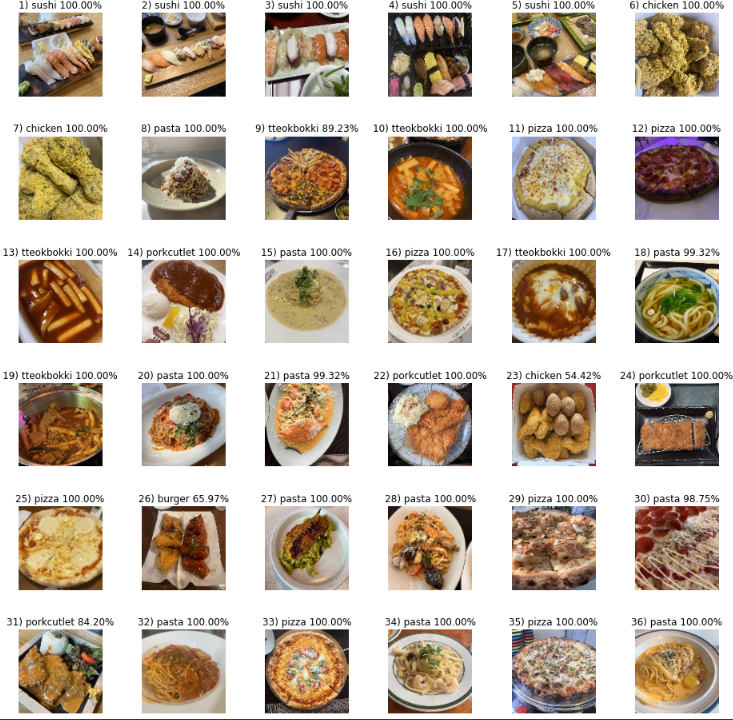 1) sushi 100.00% 2) sushi 100.00% 3) sushi 100.00% 4) sushi 100.00% 5) sushi 100.00% 6) chicken 100.00%
7) chicken 100.00% 8) pasta 100.00% 9) tteokbokki 89.23% 10) tteokbokki 100.00% 11) pizza 100.00% 12) pizza 100.00%
13) tteokbokki 100.00% 14) porkcutlet 100.00% 15) pasta 100.00% 16) pizza 100.00% 17) tteokbokki 100.00% 18) pasta 99.32%
19) tteokbokki 100.00% 20) pasta 100.00% 21) pasta 99.32% 22) porkcutlet 100.00% 23) chicken 54.42% 24) porkcutlet 100.00%
25) pizza 100.00% 26) burger 65.97% 27) pasta 100.00% 28) pasta 100.00% 29) pizza 100.00% 30) pasta 98.75%
31) porkcutlet 84.20% 32) pasta 100.00% 33) pizza 100.00% 34) pasta 100.00% 35) pizza 100.00% 36) pasta 100.00%